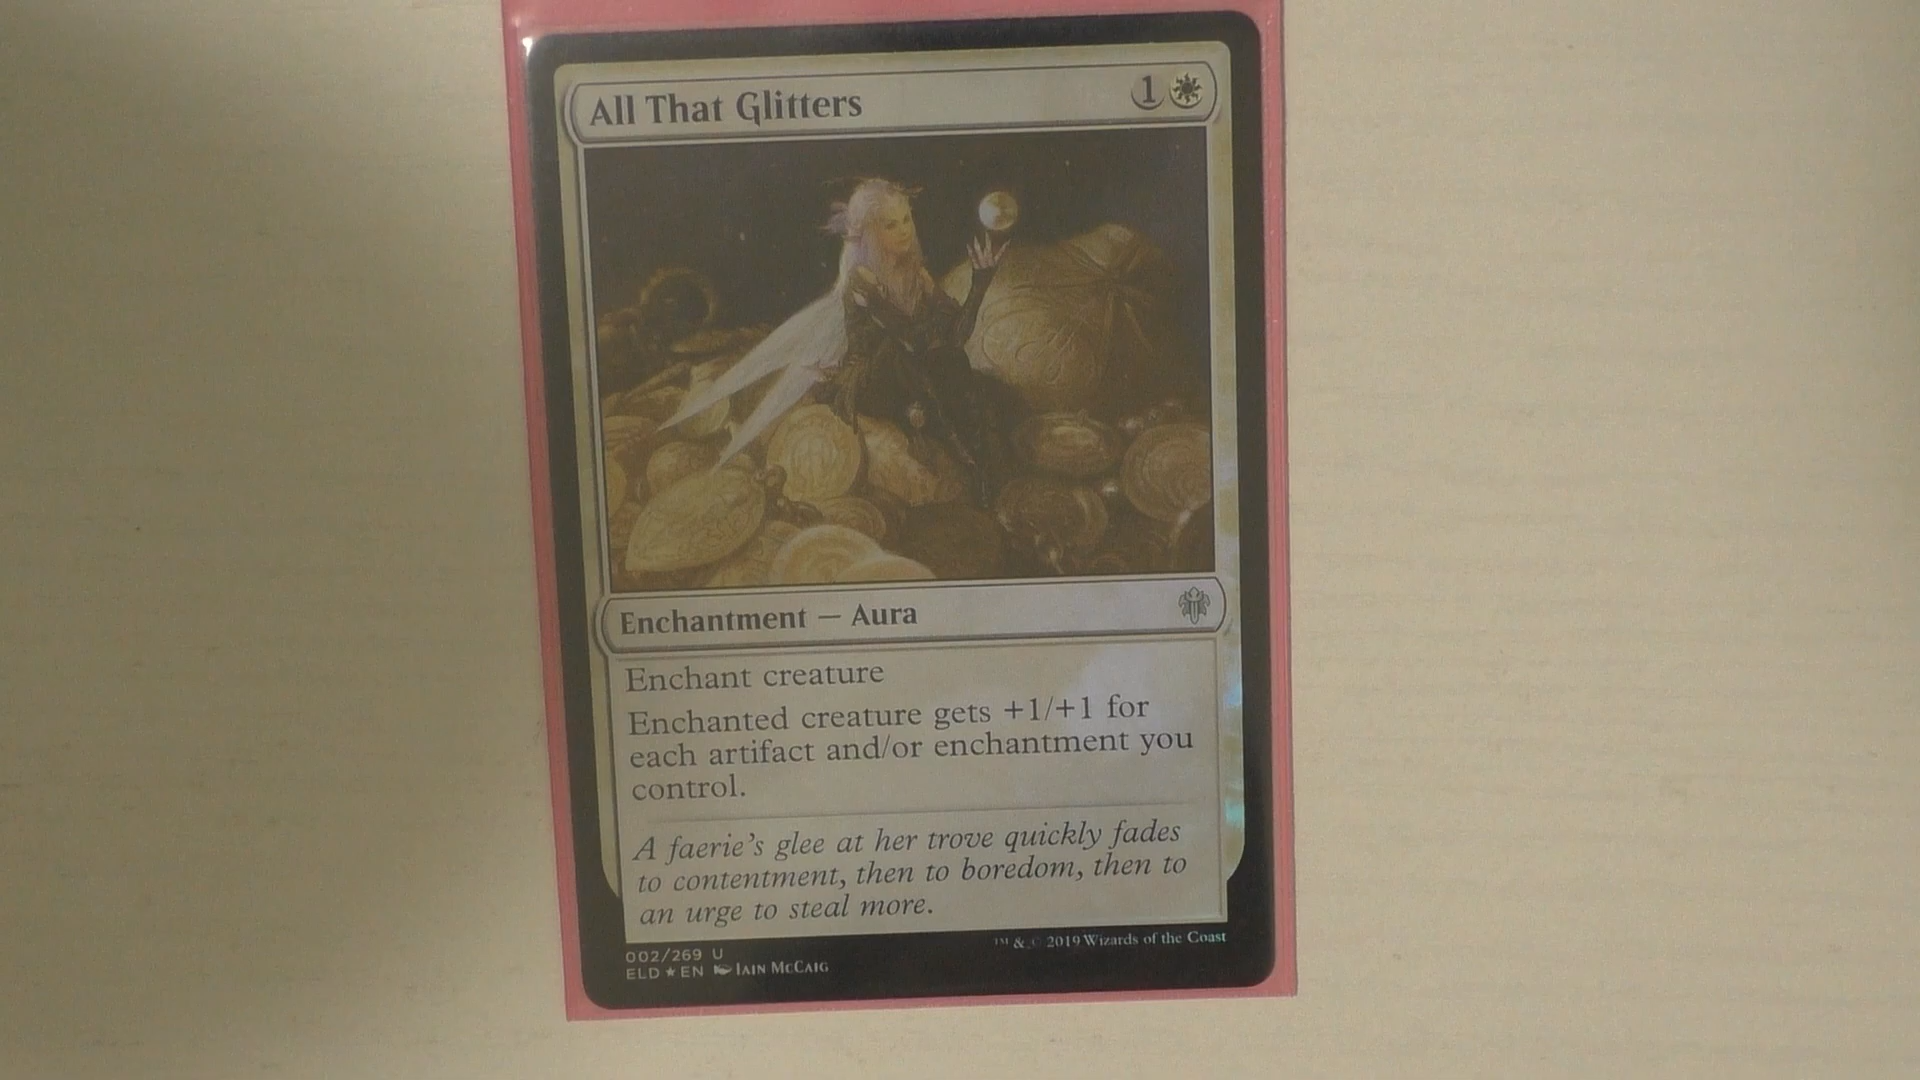 All That Glitters 1
Enchantment — Aura
Enchant creature
Enchanted creature gets +1/+1 for
each artifact and/or enchantment you
control.
A faerie's glee at her trove quickly fades
to contentment, then to boredom, then to
an urge to steal more.
002/269 U
ELD★EN Iain McCaig
™ & © 2019 Wizards of the Coast